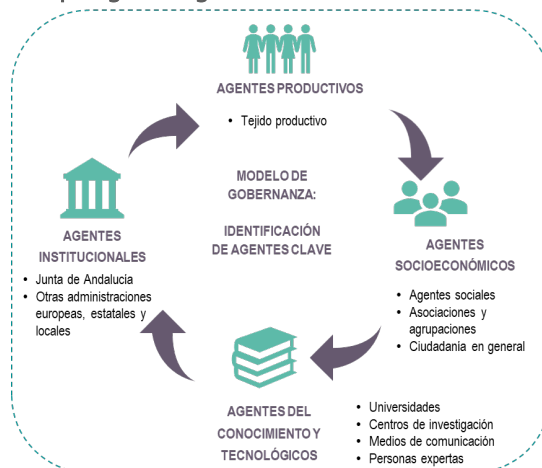 AGENTES PRODUCTIVOS
• Tejido productivo
MODELO DE
GOBERNANZA:
IDENTIFICACIÓN
DE AGENTES CLAVE
AGENTES
INSTITUCIONALES
• Junta de Andalucia
• Otras administraciones
europeas, estatales y
locales
AGENTES
SOCIOECONÓMICOS
• Agentes sociales
• Asociaciones y
agrupaciones
• Ciudadania en general
AGENTES DEL
CONOCIMIENTO Y
TECNOLÓGICOS
• Universidades
• Centros de investigación
• Medios de comunicación
• Personas expertas